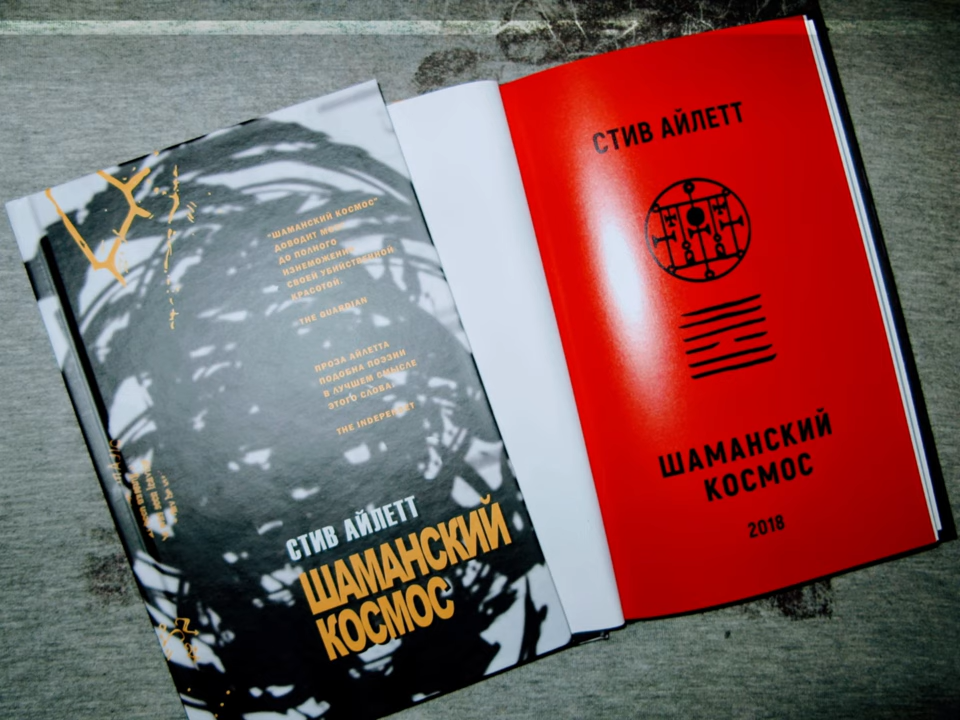 "ШАМАНСКИЙ КОСМОС"
ДОВОДИТ МЕНЯ
ДО ПОЛНОГО
ИЗНЕМОЖЕНИЯ
СВОЕЙ УБИЙСТВЕННОЙ
КРАСОТОЙ.
THE GUARDIAN
ПРОЗА АЙЛЕТТА
ПОДОБНА ПОЭЗИИ
В ЛУЧШЕМ СМЫСЛЕ
ЭТОГО СЛОВА.
СТИВ АЙЛЕТТ
ШАМАНСКИЙ
КОСМОС
СТИВ АЙЛЕТТ
ШАМАНСКИЙ
КОСМОС
2018